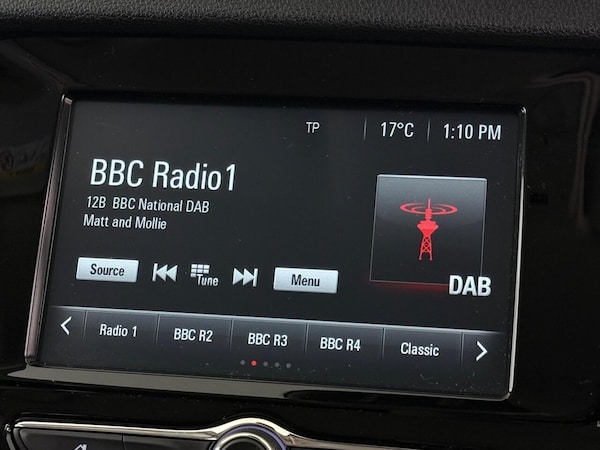 TP 17°C 1:10 PM
BBC Radio1
12B BBC National DAB
Matt and Mollie
DAB
Source Tune Menu
Radio 1 BBC R2 BBC R3 BBC R4 Classic